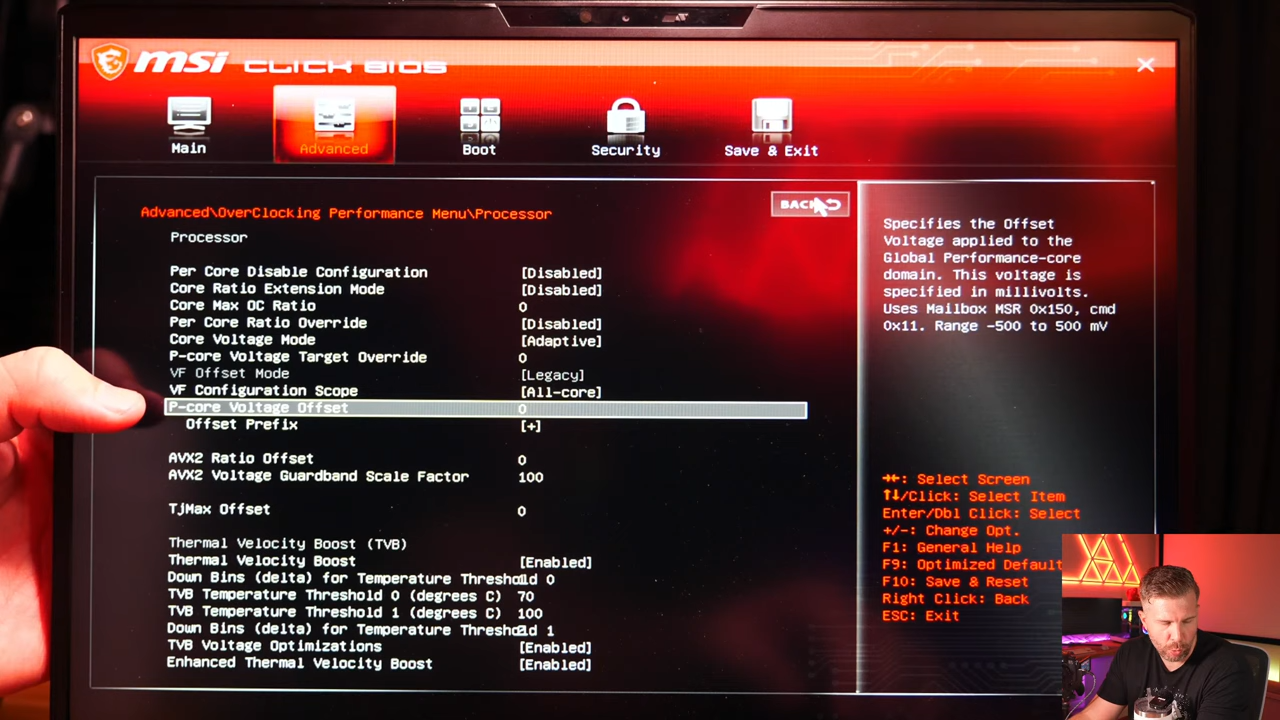 msi CLICK BIOS
Main
Advanced
Boot
Security
Save & Exit
Advanced\OverClocking Performance Menu\Processor
BACK
Processor
Per Core Disable Configuration [Disabled]
Core Ratio Extension Mode [Disabled]
Core Max OC Ratio 0
Per Core Ratio Override [Disabled]
Core Voltage Mode [Adaptive]
P-core Voltage Target Override 0
VF Offset Mode [Legacy]
VF Configuration Scope [All-core]
P-core Voltage Offset 0
Offset Prefix [+]
AVX2 Ratio Offset 0
AVX2 Voltage Guardband Scale Factor 100
TjMax Offset 0
Thermal Velocity Boost (TVB)
Thermal Velocity Boost [Enabled]
Down Bins (delta) for Temperature Threshold 0
TVB Temperature Threshold 0 (degrees C) 70
TVB Temperature Threshold 1 (degrees C) 100
Down Bins (delta) for Temperature Threshold 1
TVB Voltage Optimizations [Enabled]
Enhanced Thermal Velocity Boost [Enabled]
Specifies the Offset
Voltage applied to the
Global Performance-core
domain. This voltage is
specified in millivolts.
Uses Mailbox MSR 0x150, cmd
0x11. Range -500 to 500 mV
→←: Select Screen
↑↓/Click: Select Item
Enter/Dbl Click: Select
+/-: Change Opt.
F1: General Help
F9: Optimized Default
F10: Save & Reset
Right Click: Back
ESC: Exit